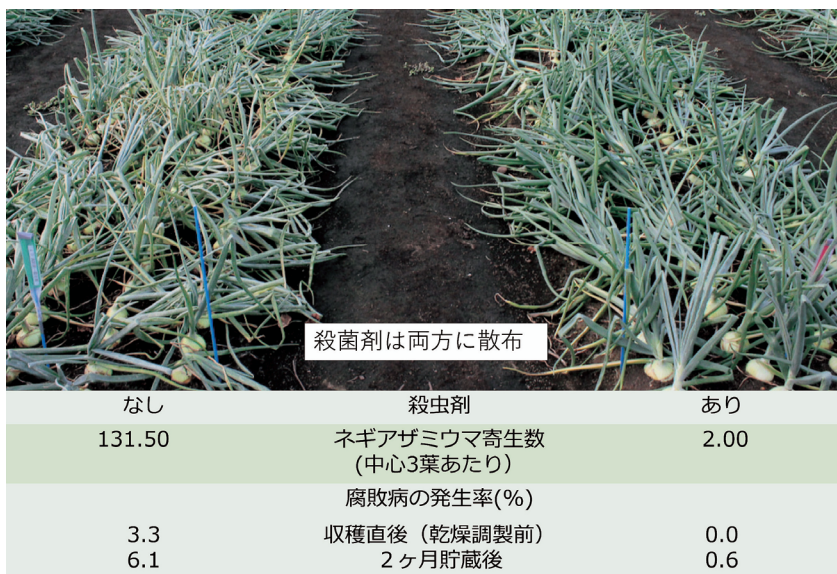 殺菌剤は両方に散布
なし 殺虫剤 あり
131.50 ネギアザミウマ寄生数 2.00
(中心3葉あたり）
腐敗病の発生率(%)
3.3 収穫直後（乾燥調製前） 0.0
6.1 ２ヶ月貯蔵後 0.6